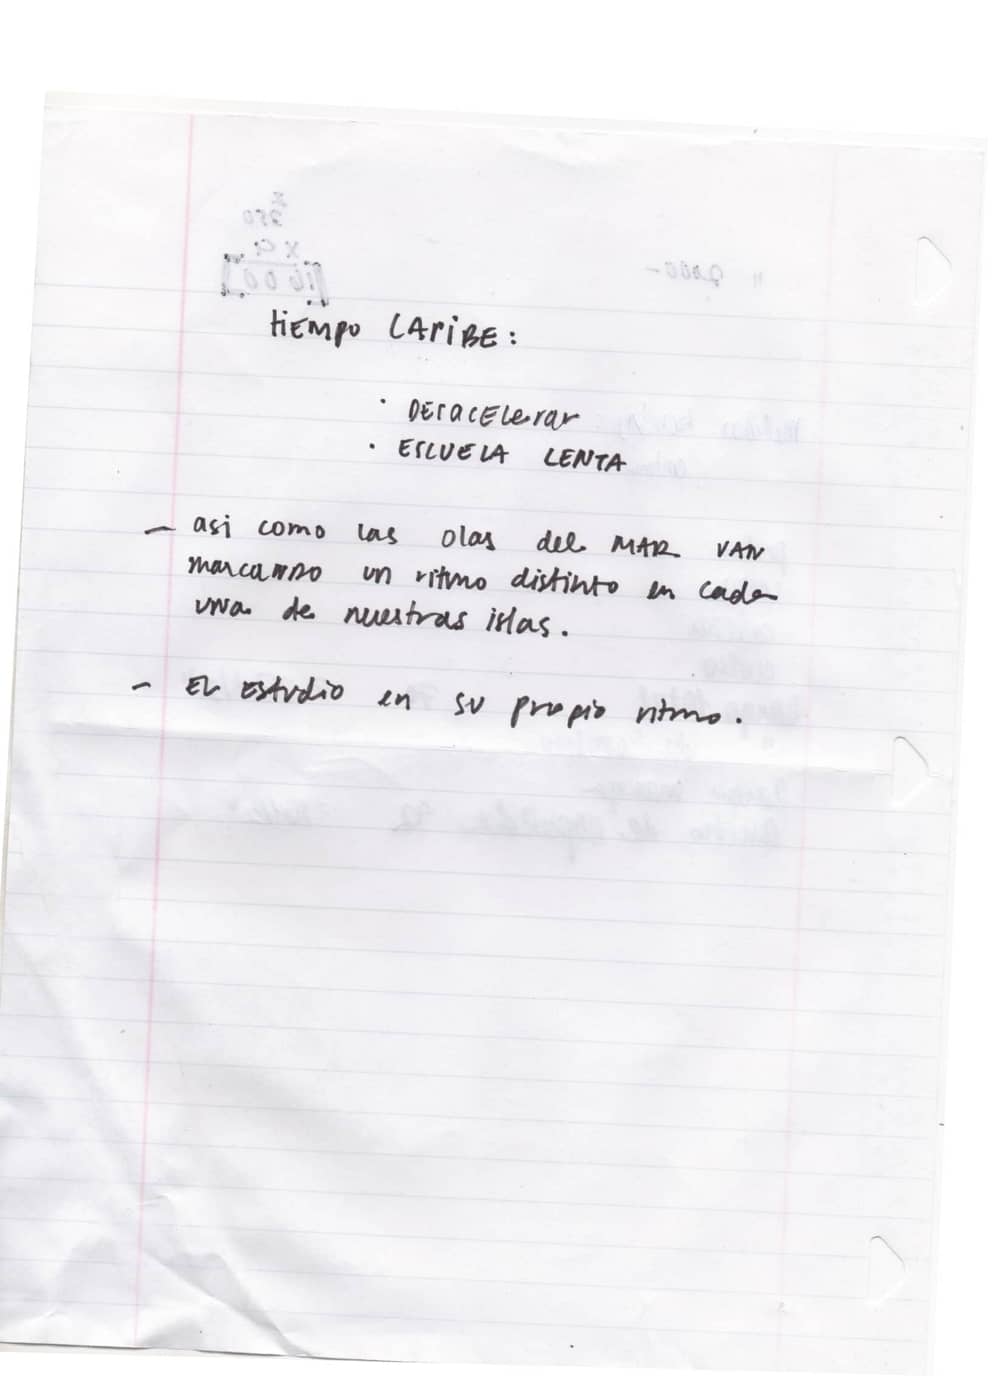 tiempo CARIBE:
· DESACELerar
· ESCUELA LENTA
– asi como las olas del MAR VAN
marcANDO un ritmo distinto en cada
una de nuestras islas.
– EL EStudio en su propio ritmo.